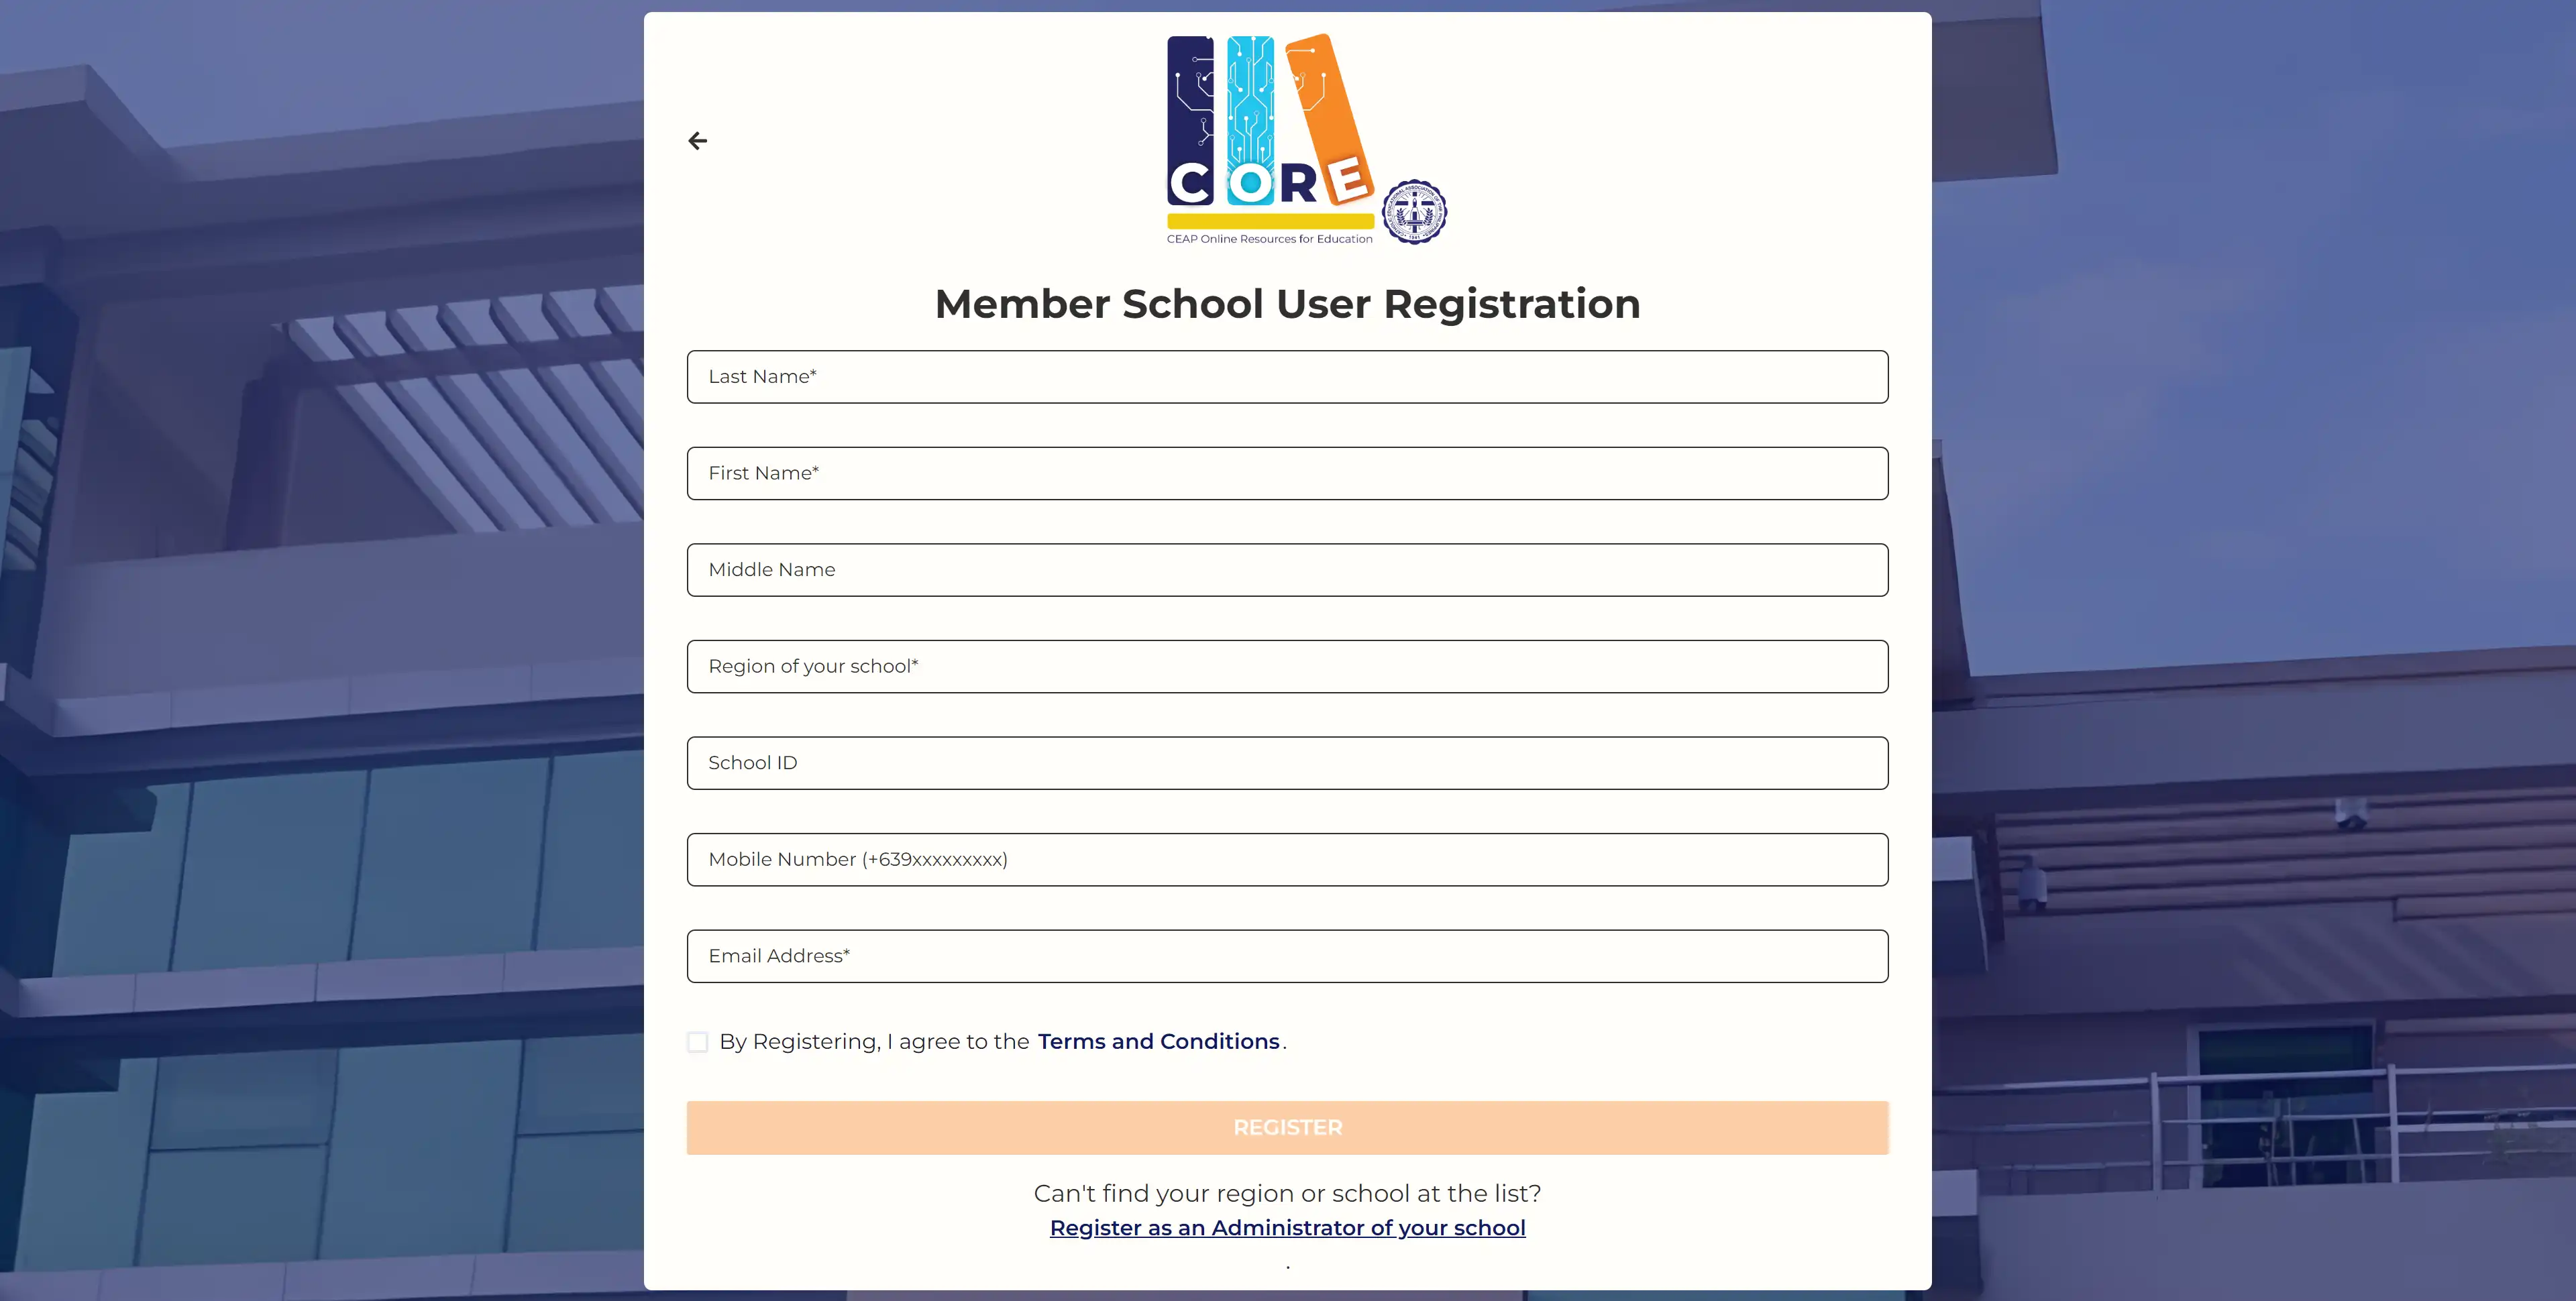 CORE
CEAP Online Resources for Education
Member School User Registration
Last Name*
First Name*
Middle Name
Region of your school*
School ID
Mobile Number (+639xxxxxxxxx)
Email Address*
By Registering, I agree to the Terms and Conditions.
REGISTER
Can't find your region or school at the list?
Register as an Administrator of your school
.